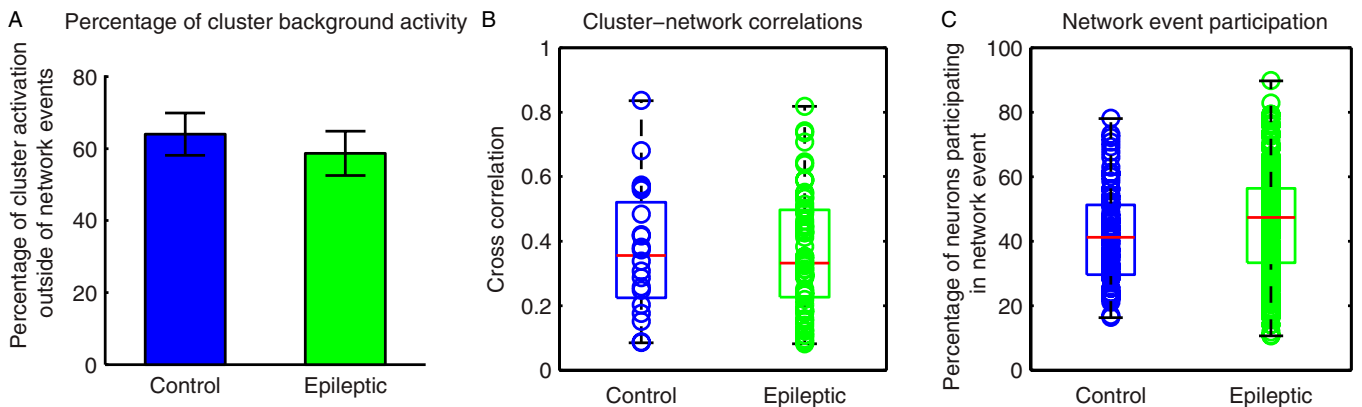 A
Percentage of cluster background activity
Percentage of cluster activation
outside of network events
80
60
40
20
0
Control
Epileptic
B
Cluster−network correlations
Cross correlation
1
0.8
0.6
0.4
0.2
0
Control
Epileptic
C
Network event participation
Percentage of neurons participating
in network event
100
80
60
40
20
0
Control
Epileptic